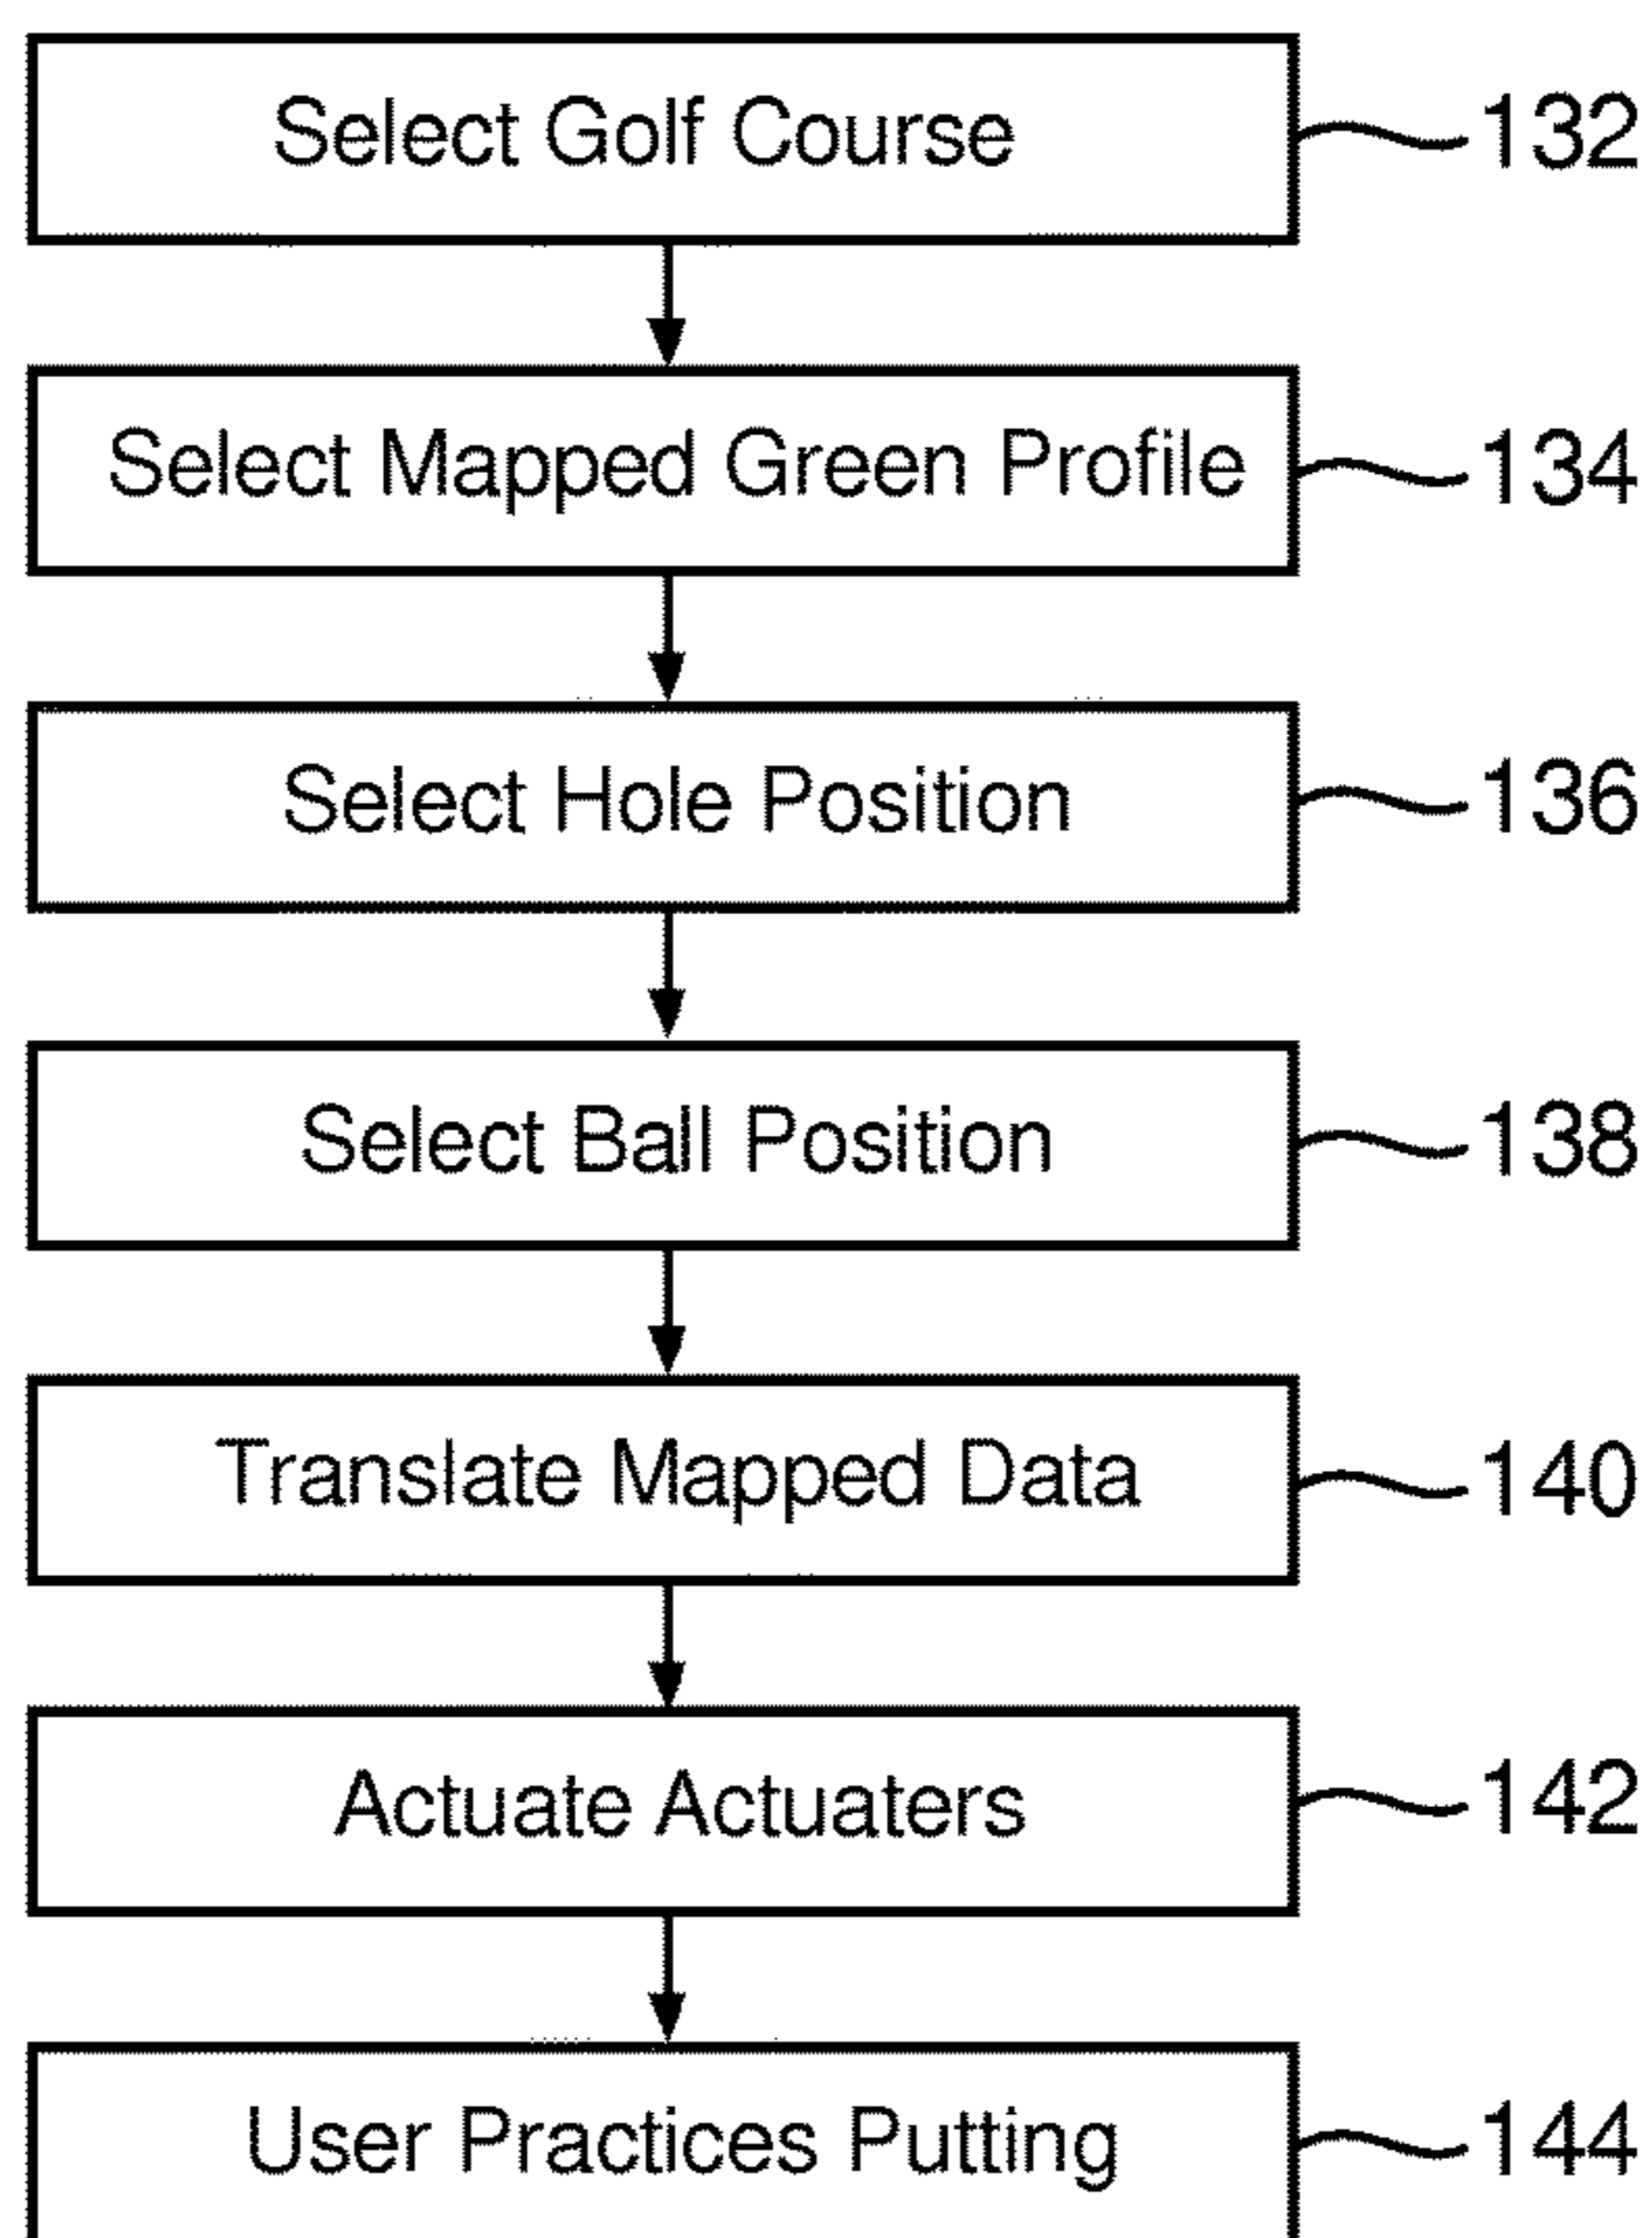 Select Golf Course 132
Select Mapped Green Profile 134
Select Hole Position 136
Select Ball Position 138
Translate Mapped Data 140
Actuate Actuaters 142
User Practices Putting 144